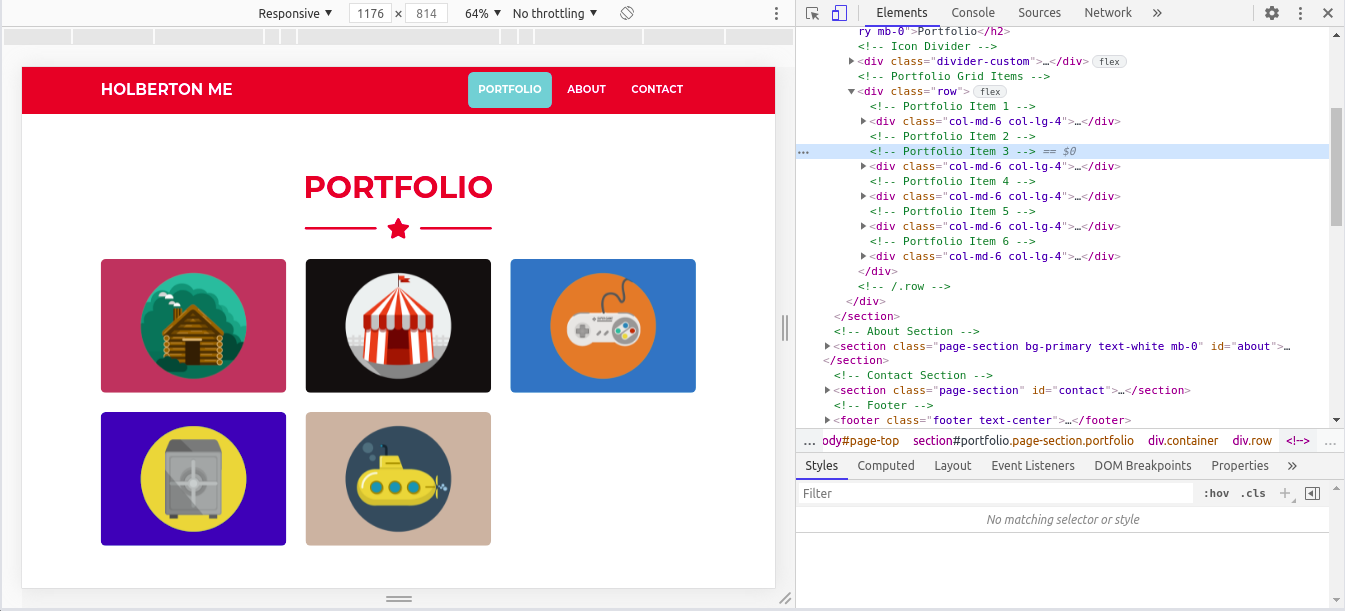 Responsive ▼ 1176 × 814 64% ▼ No throttling ▼
HOLBERTON ME PORTFOLIO ABOUT CONTACT
PORTFOLIO
Elements Console Sources Network »
ry mb-0">Portfolio</h2>
<!-- Icon Divider -->
▶<div class="divider-custom">…</div> flex
<!-- Portfolio Grid Items -->
▼<div class="row"> flex
<!-- Portfolio Item 1 -->
▶<div class="col-md-6 col-lg-4">…</div>
<!-- Portfolio Item 2 -->
… <!-- Portfolio Item 3 --> == $0
▶<div class="col-md-6 col-lg-4">…</div>
<!-- Portfolio Item 4 -->
▶<div class="col-md-6 col-lg-4">…</div>
<!-- Portfolio Item 5 -->
▶<div class="col-md-6 col-lg-4">…</div>
<!-- Portfolio Item 6 -->
▶<div class="col-md-6 col-lg-4">…</div>
</div>
<!-- /.row -->
</div>
</section>
<!-- About Section -->
▶<section class="page-section bg-primary text-white mb-0" id="about">…
</section>
<!-- Contact Section -->
▶<section class="page-section" id="contact">…</section>
<!-- Footer -->
▶<footer class="footer text-center">…</footer>
… ody#page-top section#portfolio.page-section.portfolio div.container div.row <!--> …
Styles Computed Layout Event Listeners DOM Breakpoints Properties »
Filter :hov .cls +
No matching selector or style